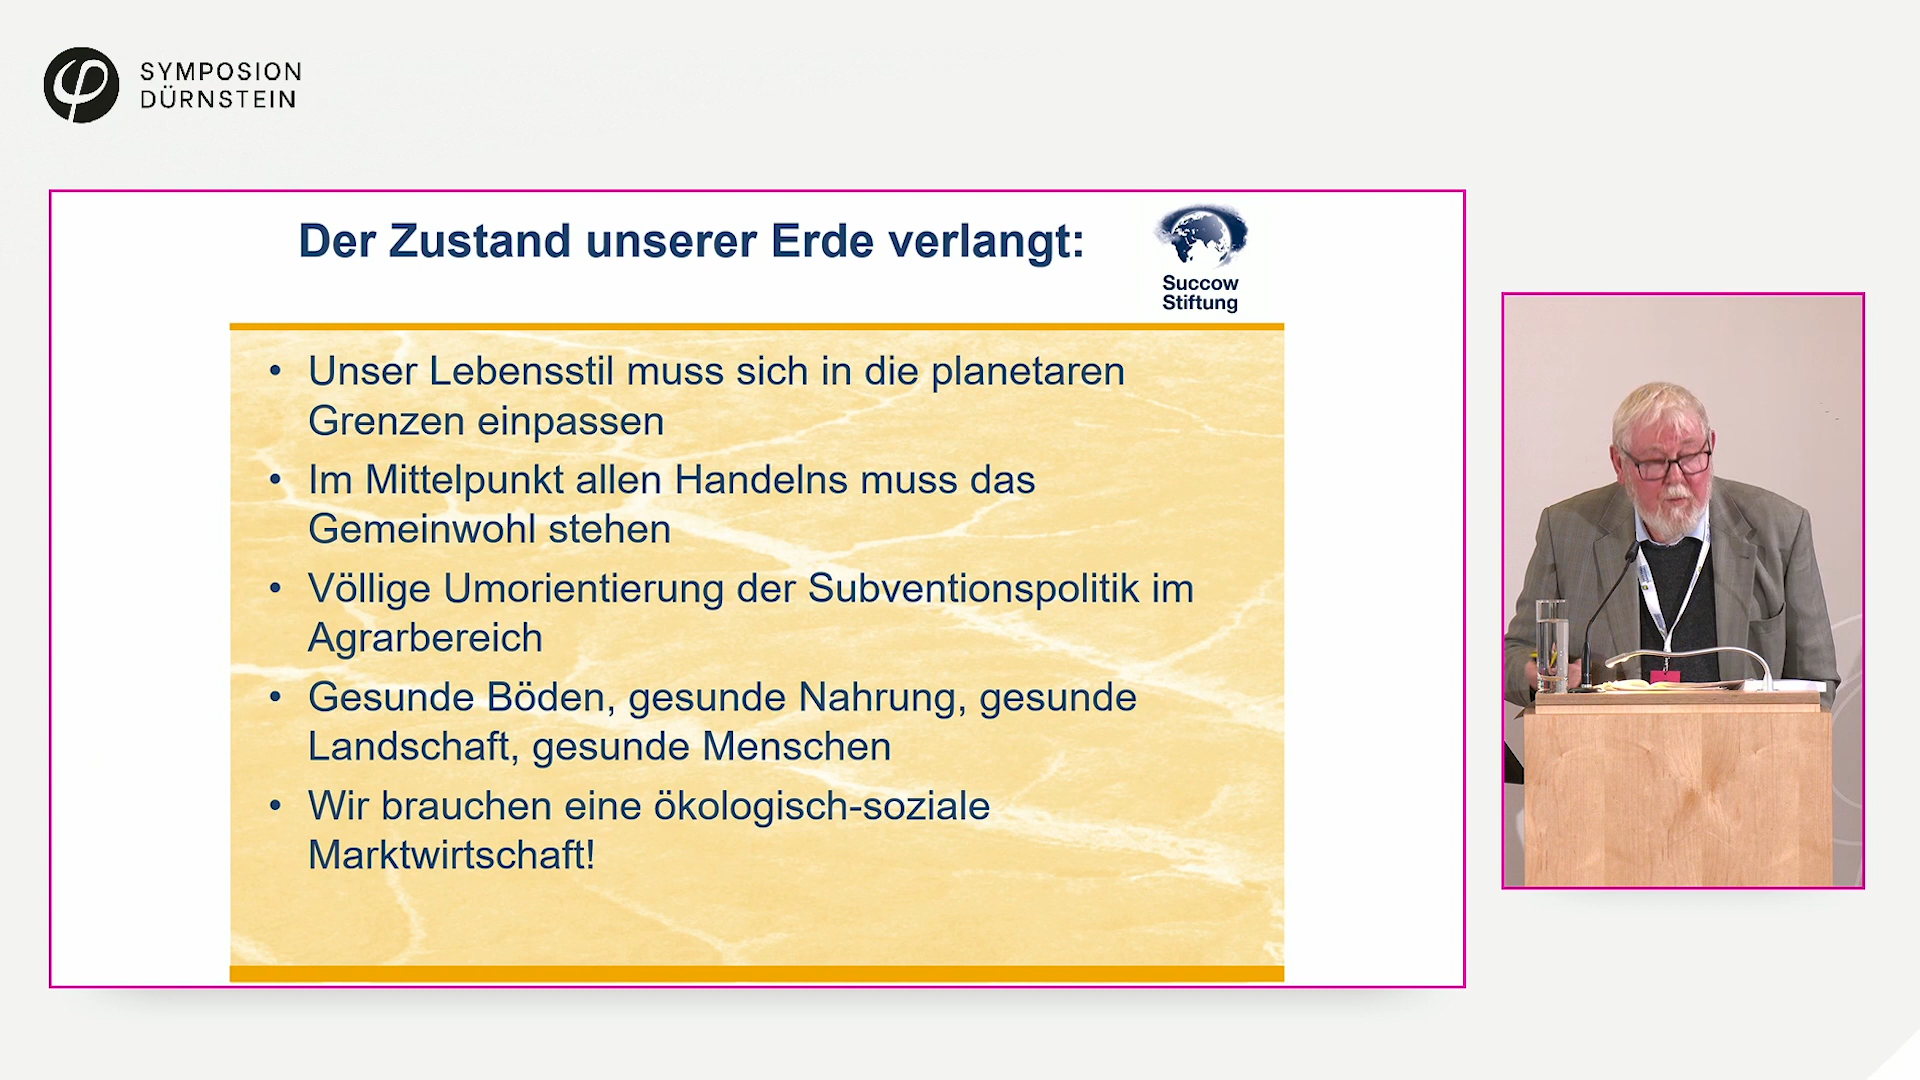 SYMPOSION
DÜRNSTEIN
Der Zustand unserer Erde verlangt:
Succow
Stiftung
• Unser Lebensstil muss sich in die planetaren
Grenzen einpassen
• Im Mittelpunkt allen Handelns muss das
Gemeinwohl stehen
• Völlige Umorientierung der Subventionspolitik im
Agrarbereich
• Gesunde Böden, gesunde Nahrung, gesunde
Landschaft, gesunde Menschen
• Wir brauchen eine ökologisch-soziale
Marktwirtschaft!